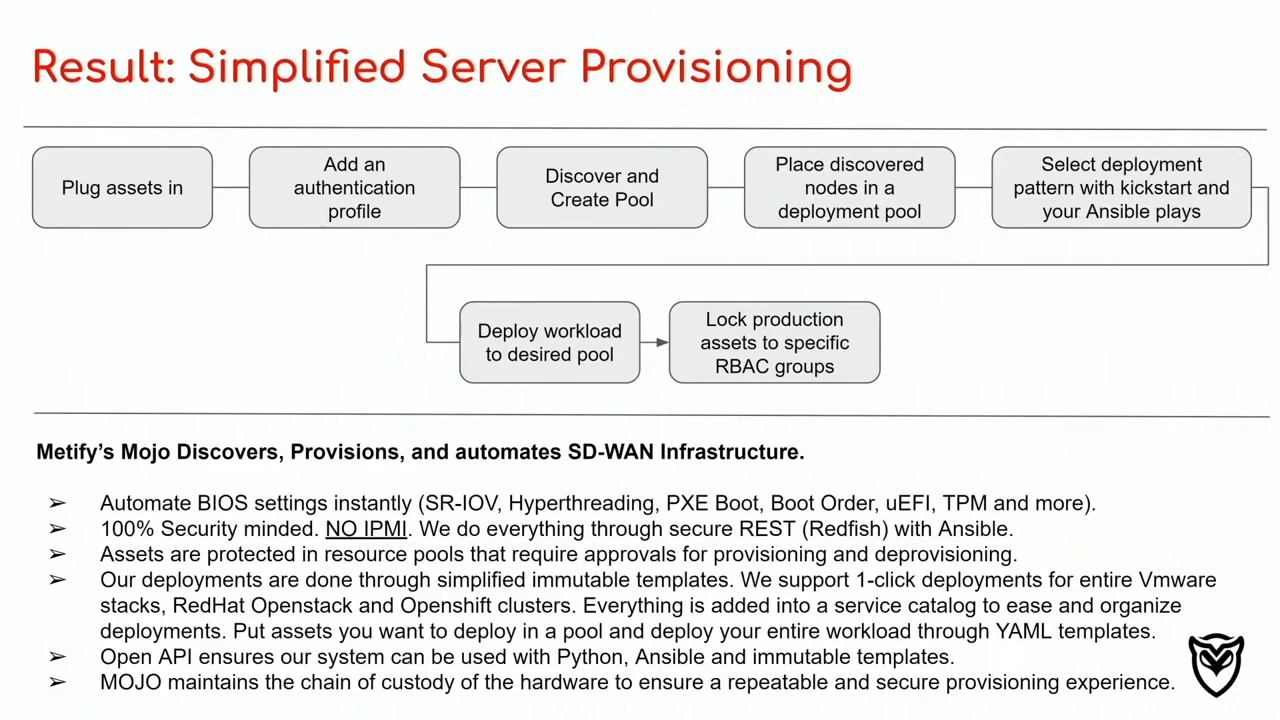 Result: Simplified Server Provisioning
Plug assets in
Add an
authentication
profile
Discover and
Create Pool
Place discovered
nodes in a
deployment pool
Select deployment
pattern with kickstart and
your Ansible plays
Deploy workload
to desired pool
Lock production
assets to specific
RBAC groups
Metify's Mojo Discovers, Provisions, and automates SD-WAN Infrastructure.
➢ Automate BIOS settings instantly (SR-IOV, Hyperthreading, PXE Boot, Boot Order, uEFI, TPM and more).
➢ 100% Security minded. NO IPMI. We do everything through secure REST (Redfish) with Ansible.
➢ Assets are protected in resource pools that require approvals for provisioning and deprovisioning.
➢ Our deployments are done through simplified immutable templates. We support 1-click deployments for entire Vmware
stacks, RedHat Openstack and Openshift clusters. Everything is added into a service catalog to ease and organize
deployments. Put assets you want to deploy in a pool and deploy your entire workload through YAML templates.
➢ Open API ensures our system can be used with Python, Ansible and immutable templates.
➢ MOJO maintains the chain of custody of the hardware to ensure a repeatable and secure provisioning experience.